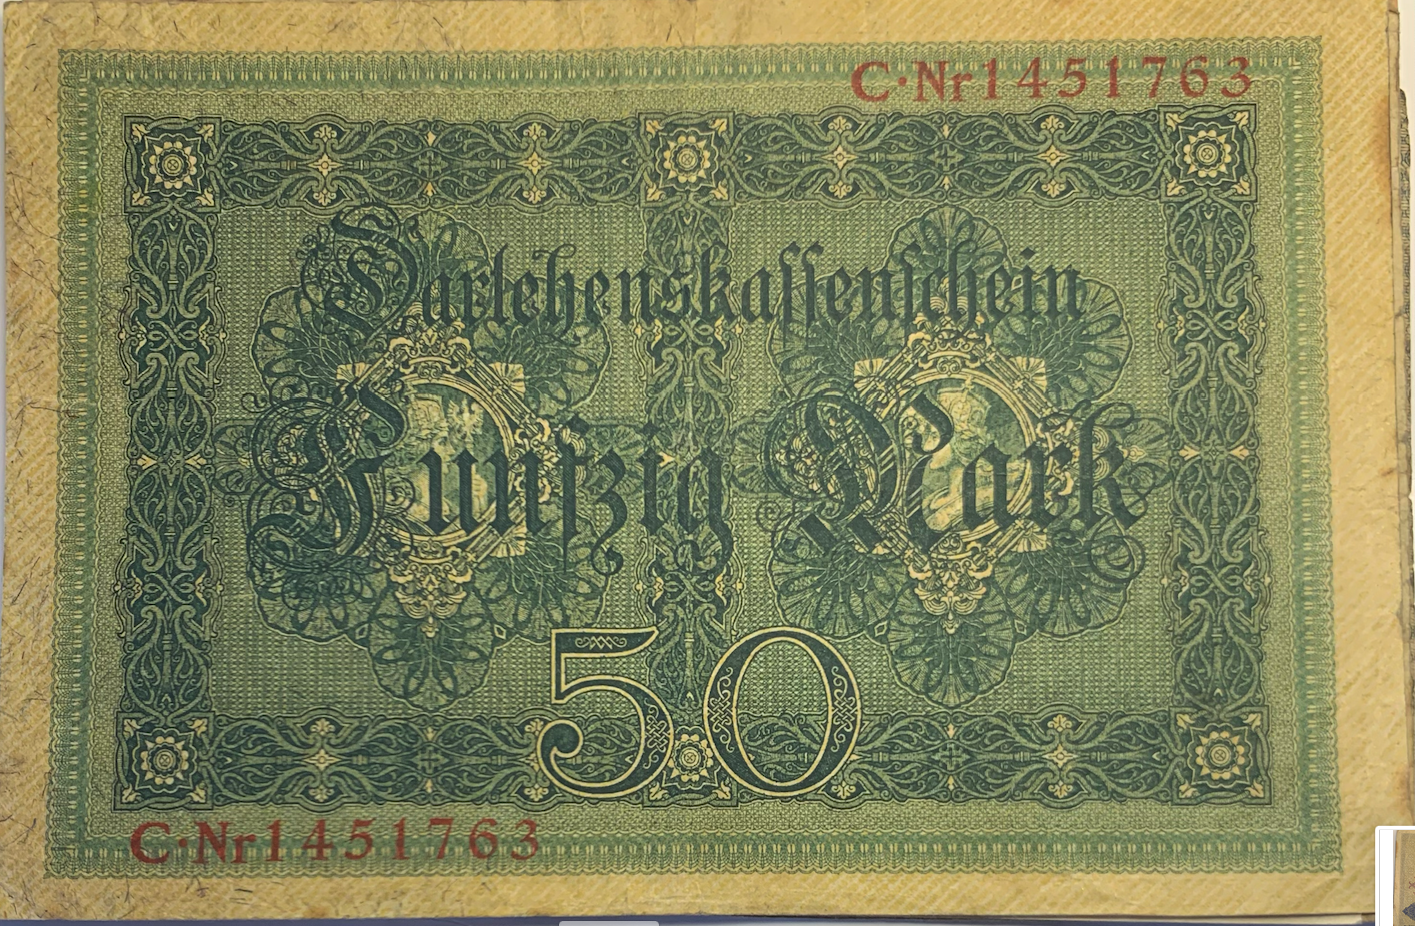 C·Nr1451763
Darlehenskassenschein
Fünfzig Mark
50
C·Nr1451763